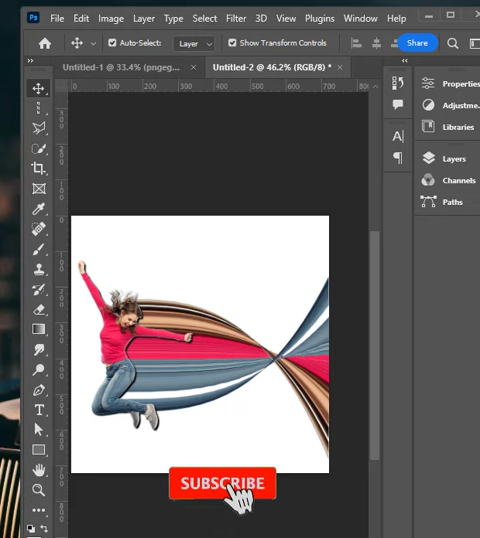 Ps File Edit Image Layer Type Select Filter 3D View Plugins Window Help
Auto-Select: Layer Show Transform Controls Share
Untitled-1 @ 33.4% (pngeg... × Untitled-2 @ 46.2% (RGB/8) * ×
0 100 200 300 400 500 600 700 800
Properties
Adjustme...
Libraries
Layers
Channels
Paths
SUBSCRIBE